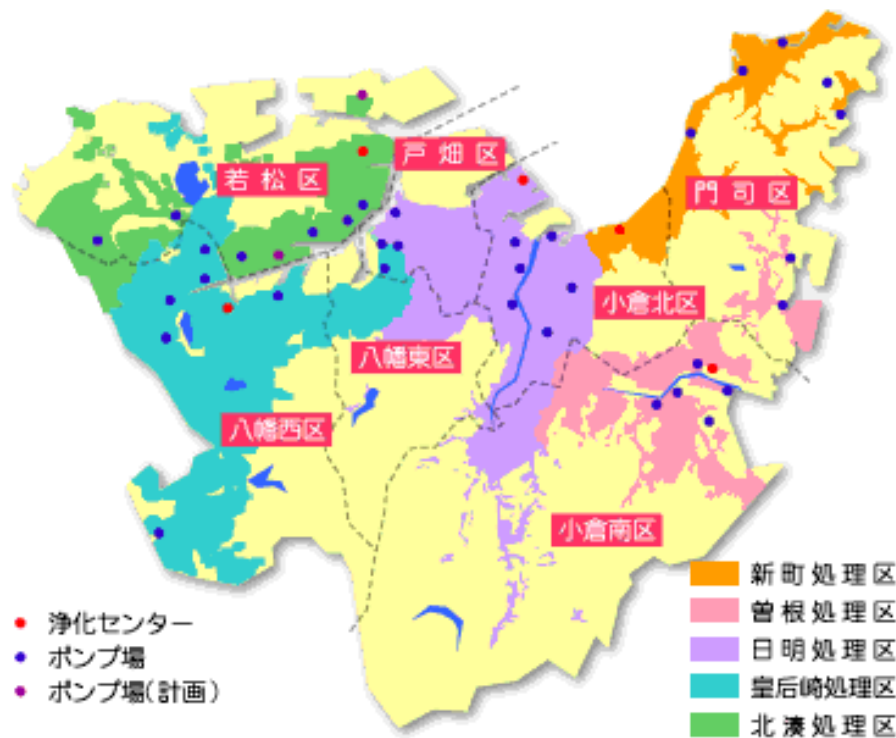 戸畑区
若松区
門司区
小倉北区
八幡東区
八幡西区
小倉南区
新町処理区
曽根処理区
日明処理区
皇后崎処理区
北湊処理区
浄化センター
ポンプ場
ポンプ場(計画)